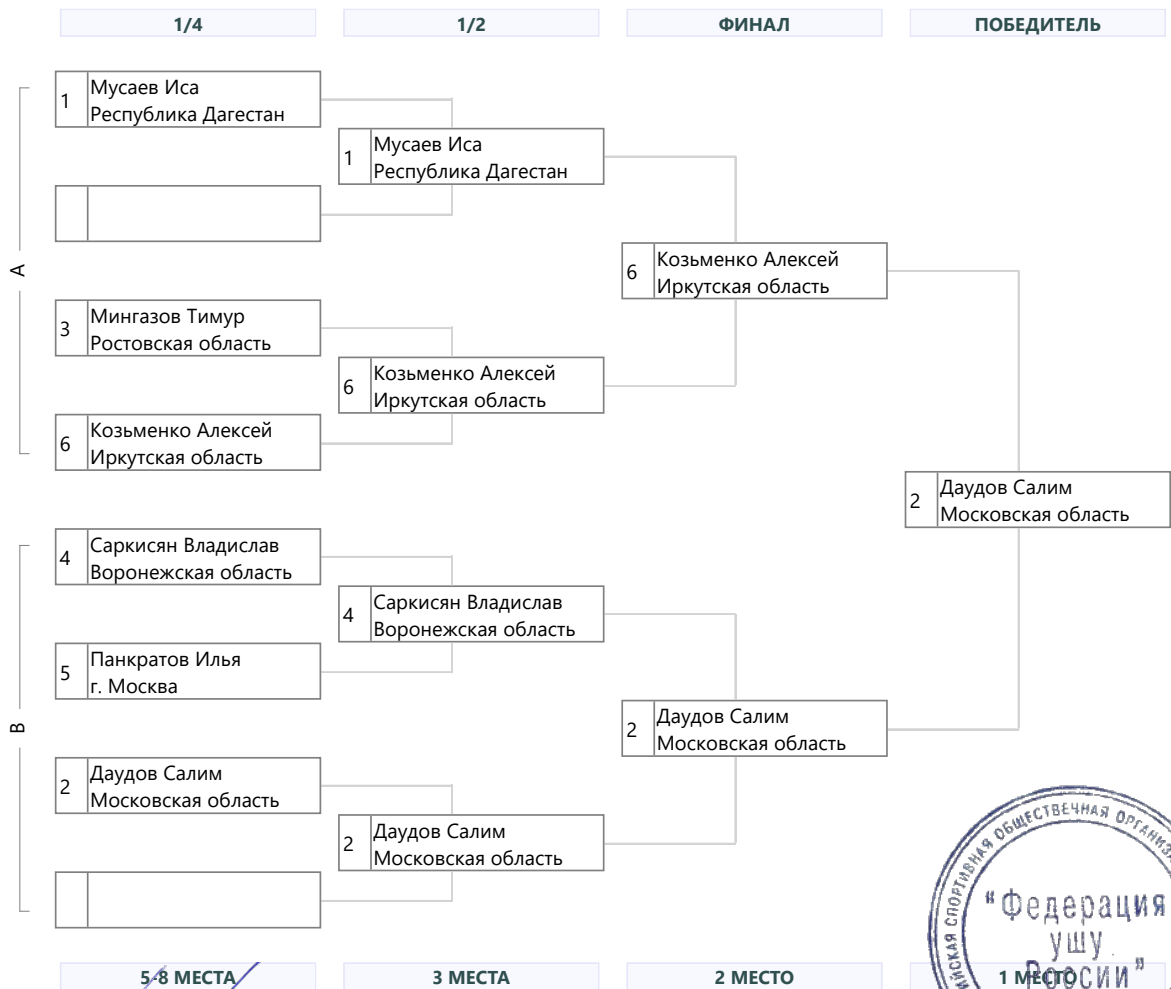 1/4
1/2
ФИНАЛ
ПОБЕДИТЕЛЬ
A
1
Мусаев Иса
Республика Дагестан
3
Мингазов Тимур
Ростовская область
6
Козьменко Алексей
Иркутская область
1
Мусаев Иса
Республика Дагестан
6
Козьменко Алексей
Иркутская область
6
Козьменко Алексей
Иркутская область
B
4
Саркисян Владислав
Воронежская область
5
Панкратов Илья
г. Москва
2
Даудов Салим
Московская область
4
Саркисян Владислав
Воронежская область
2
Даудов Салим
Московская область
2
Даудов Салим
Московская область
2
Даудов Салим
Московская область
СПОРТИВНАЯ ОБЩЕСТВЕННАЯ
"Федерация
ушу
России"
5-8 МЕСТА
3 МЕСТА
2 МЕСТО
1 МЕСТО